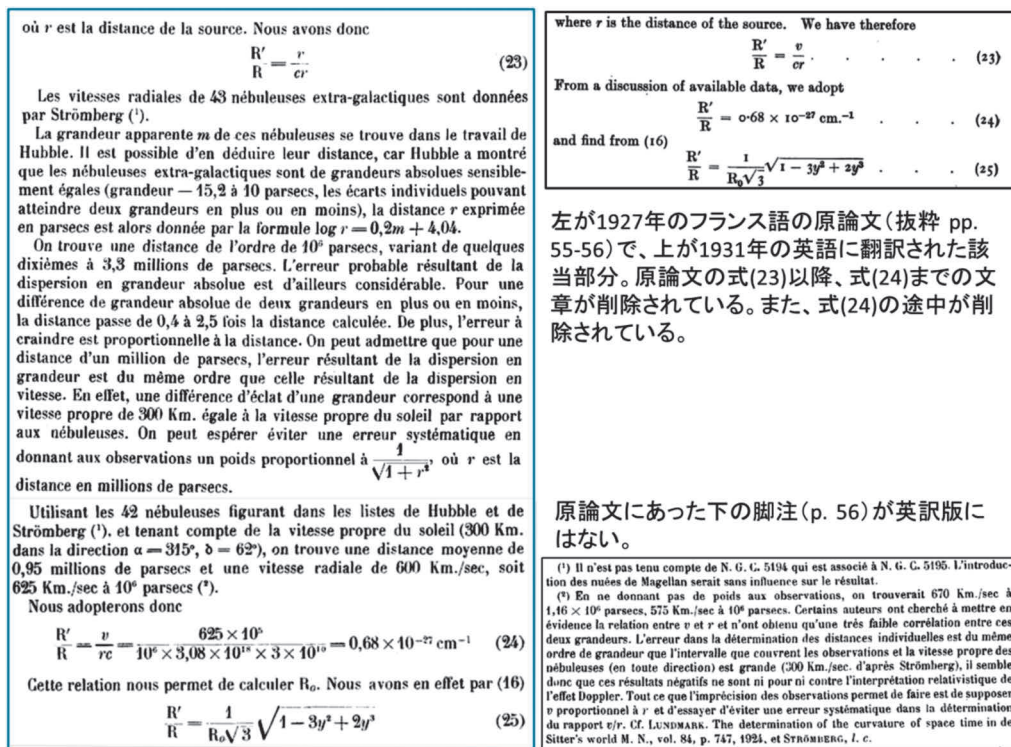 où r est la distance de la source. Nous avons donc
R'/R = r/cr (23)
Les vitesses radiales de 43 nébuleuses extra-galactiques sont données
par Strömberg (¹).
La grandeur apparente m de ces nébuleuses se trouve dans le travail de
Hubble. Il est possible d'en déduire leur distance, car Hubble a montré
que les nébuleuses extra-galactiques sont de grandeurs absolues sensible-
ment égales (grandeur — 15,2 à 10 parsecs, les écarts individuels pouvant
atteindre deux grandeurs en plus ou en moins), la distance r exprimée
en parsecs est alors donnée par la formule log r = 0,2m + 4,04.
On trouve une distance de l'ordre de 10⁶ parsecs, variant de quelques
dixièmes à 3,3 millions de parsecs. L'erreur probable résultant de la
dispersion en grandeur absolue est d'ailleurs considérable. Pour une
différence de grandeur absolue de deux grandeurs en plus ou en moins,
la distance passe de 0,4 à 2,5 fois la distance calculée. De plus, l'erreur à
craindre est proportionnelle à la distance. On peut admettre que pour une
distance d'un million de parsecs, l'erreur résultant de la dispersion en
grandeur est du même ordre que celle résultant de la dispersion en
vitesse. En effet, une différence d'éclat d'une grandeur correspond à une
vitesse propre de 300 Km. égale à la vitesse propre du soleil par rapport
aux nébuleuses. On peut espérer éviter une erreur systématique en
donnant aux observations un poids proportionnel à 1/√(1 + r²), où r est la
distance en millions de parsecs.
Utilisant les 42 nébuleuses figurant dans les listes de Hubble et de
Strömberg (¹), et tenant compte de la vitesse propre du soleil (300 Km.
dans la direction α = 315°, δ = 62°), on trouve une distance moyenne de
0,95 millions de parsecs et une vitesse radiale de 600 Km./sec, soit
625 Km./sec à 10⁶ parsecs (²).
Nous adopterons donc
R'/R = v/rc = 625 × 10⁵/(10⁶ × 3,08 × 10¹⁸ × 3 × 10¹⁰) = 0,68 × 10⁻²⁷ cm⁻¹ (24)
Cette relation nous permet de calculer R₀. Nous avons en effet par (16)
R'/R = 1/(R₀√3) √(1 − 3y² + 2y³) (25)
where r is the distance of the source. We have therefore
R'/R = v/cr . . . . . (23)
From a discussion of available data, we adopt
R'/R = 0·68 × 10⁻²⁷ cm.⁻¹ . . . (24)
and find from (16)
R'/R = 1/(R₀√3) √(1 − 3y² + 2y³) . . . (25)
左が1927年のフランス語の原論文(抜粋 pp.
55-56)で、上が1931年の英語に翻訳された該
当部分。原論文の式(23)以降、式(24)までの文
章が削除されている。また、式(24)の途中が削
除されている。
原論文にあった下の脚注(p. 56)が英訳版に
はない。
(¹) Il n'est pas tenu compte de N. G. C. 5194 qui est associé à N. G. C. 5195. L'introduc-
tion des nuées de Magellan serait sans influence sur le résultat.
(²) En ne donnant pas de poids aux observations, on trouverait 670 Km./sec à
1,16 × 10⁶ parsecs, 575 Km./sec à 10⁶ parsecs. Certains auteurs ont cherché à mettre en
évidence la relation entre v et r et n'ont obtenu qu'une très faible corrélation entre ces
deux grandeurs. L'erreur dans la détermination des distances individuelles est du même
ordre de grandeur que l'intervalle que couvrent les observations et la vitesse propre des
nébuleuses (en toute direction) est grande (300 Km./sec. d'après Strömberg), il semble
donc que ces résultats négatifs ne sont ni pour ni contre l'interprétation relativistique de
l'effet Doppler. Tout ce que l'imprécision des observations permet de faire est de supposer
v proportionnel à r et d'essayer d'éviter une erreur systématique dans la détermination
du rapport v/r. Cf. LUNDMARK. The determination of the curvature of space time in de
Sitter's world M. N., vol. 84, p. 747, 1924, et STRÖMBERG, l. c.